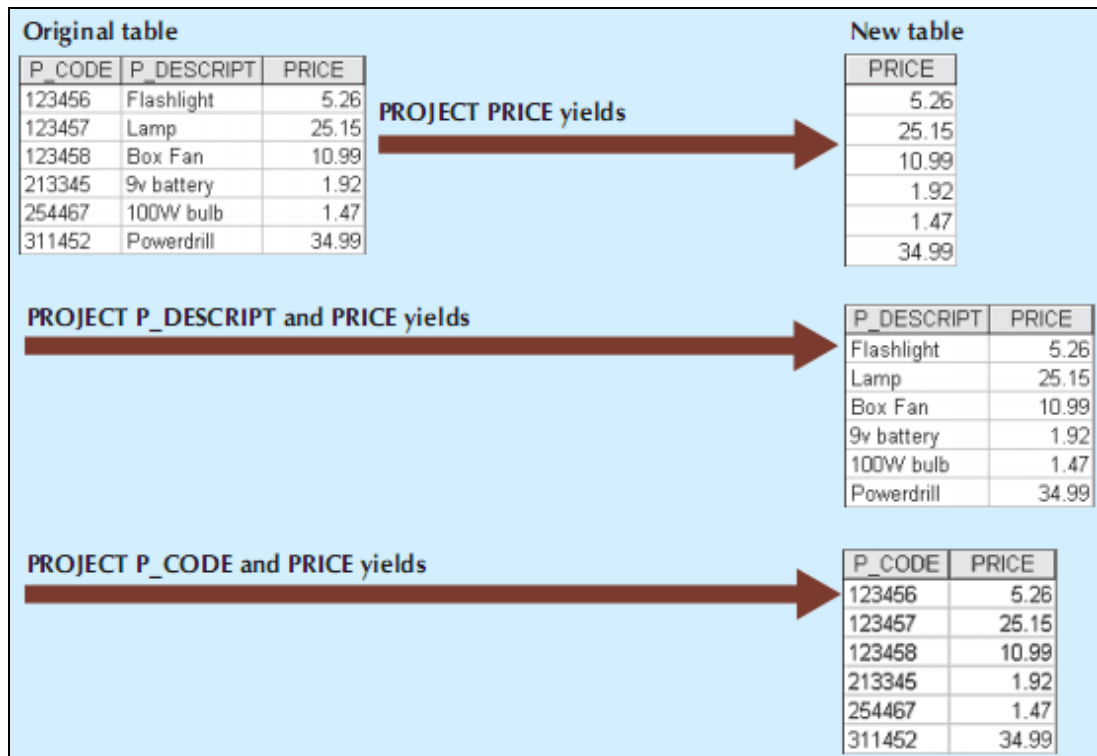 Original table
New table
P_CODE P_DESCRIPT PRICE
123456 Flashlight 5.26
123457 Lamp 25.15
123458 Box Fan 10.99
213345 9v battery 1.92
254467 100W bulb 1.47
311452 Powerdrill 34.99
PROJECT PRICE yields
PRICE
5.26
25.15
10.99
1.92
1.47
34.99
PROJECT P_DESCRIPT and PRICE yields
P_DESCRIPT PRICE
Flashlight 5.26
Lamp 25.15
Box Fan 10.99
9v battery 1.92
100W bulb 1.47
Powerdrill 34.99
PROJECT P_CODE and PRICE yields
P_CODE PRICE
123456 5.26
123457 25.15
123458 10.99
213345 1.92
254467 1.47
311452 34.99